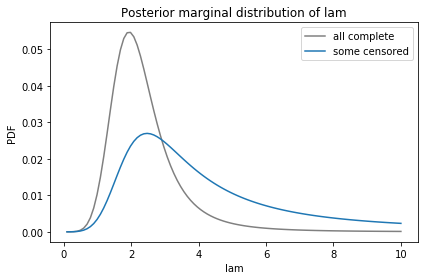 Posterior marginal distribution of lam
all complete
some censored
PDF
0.05
0.04
0.03
0.02
0.01
0.00
0
2
4
6
8
10
lam